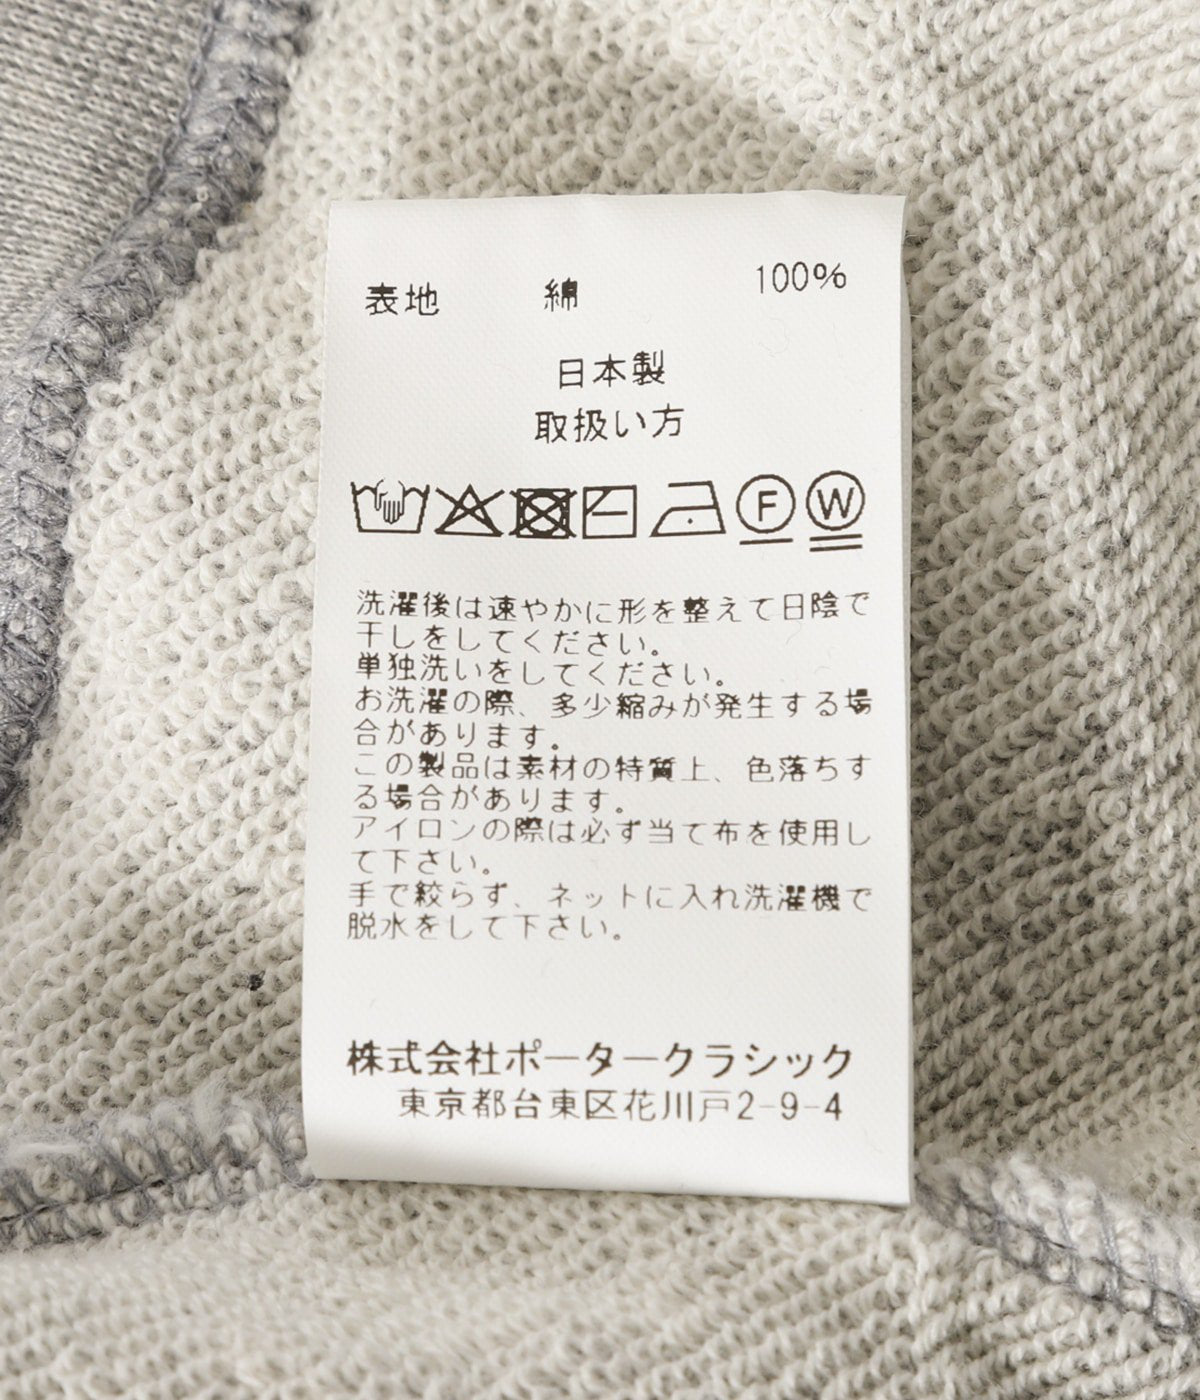 表地 綿 100%
日本製
取扱い方
F W
洗濯後は速やかに形を整えて日陰で
干しをしてください。
単独洗いをしてください。
お洗濯の際、多少縮みが発生する場
合があります。
この製品は素材の特質上、色落ちす
る場合があります。
アイロンの際は必ず当て布を使用し
て下さい。
手で絞らず、ネットに入れ洗濯機で
脱水をして下さい。
株式会社ポータークラシック
東京都台東区花川戸2-9-4